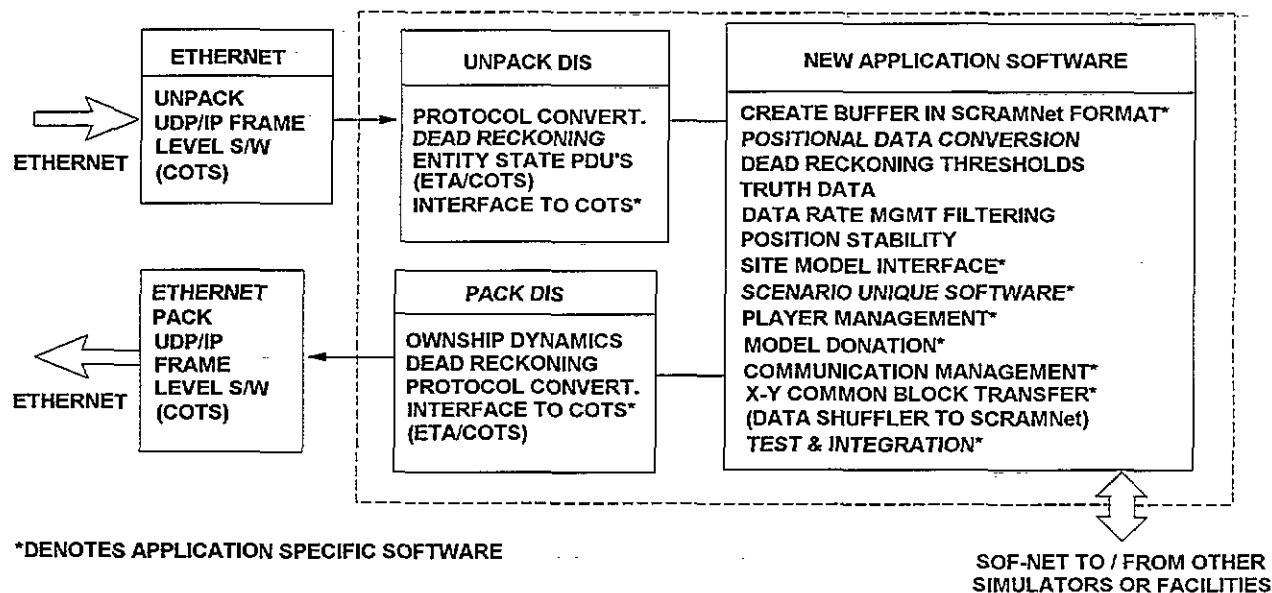 ETHERNET
UNPACK
UDP/IP FRAME
LEVEL S/W
(COTS)
ETHERNET
UNPACK DIS
PROTOCOL CONVERT.
DEAD RECKONING
ENTITY STATE PDU'S
(ETA/COTS)
INTERFACE TO COTS*
NEW APPLICATION SOFTWARE
CREATE BUFFER IN SCRAMNet FORMAT*
POSITIONAL DATA CONVERSION
DEAD RECKONING THRESHOLDS
TRUTH DATA
DATA RATE MGMT FILTERING
POSITION STABILITY
SITE MODEL INTERFACE*
SCENARIO UNIQUE SOFTWARE*
PLAYER MANAGEMENT*
MODEL DONATION*
COMMUNICATION MANAGEMENT*
X-Y COMMON BLOCK TRANSFER*
(DATA SHUFFLER TO SCRAMNet)
TEST & INTEGRATION*
ETHERNET
PACK
UDP/IP
FRAME
LEVEL S/W
(COTS)
ETHERNET
PACK DIS
OWNSHIP DYNAMICS
DEAD RECKONING
PROTOCOL CONVERT.
INTERFACE TO COTS*
(ETA/COTS)
*DENOTES APPLICATION SPECIFIC SOFTWARE
SOF-NET TO / FROM OTHER
SIMULATORS OR FACILITIES